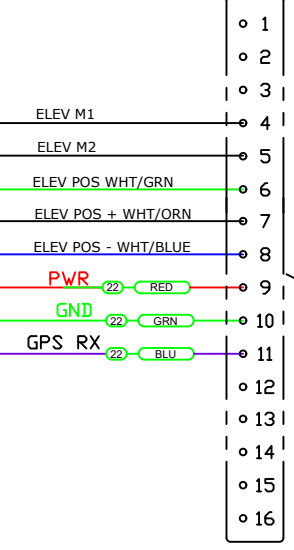 1
2
3
ELEV M1 4
ELEV M2 5
ELEV POS WHT/GRN 6
ELEV POS + WHT/ORN 7
ELEV POS - WHT/BLUE 8
PWR 22 RED 9
GND 22 GRN 10
GPS RX 22 BLU 11
12
13
14
15
16